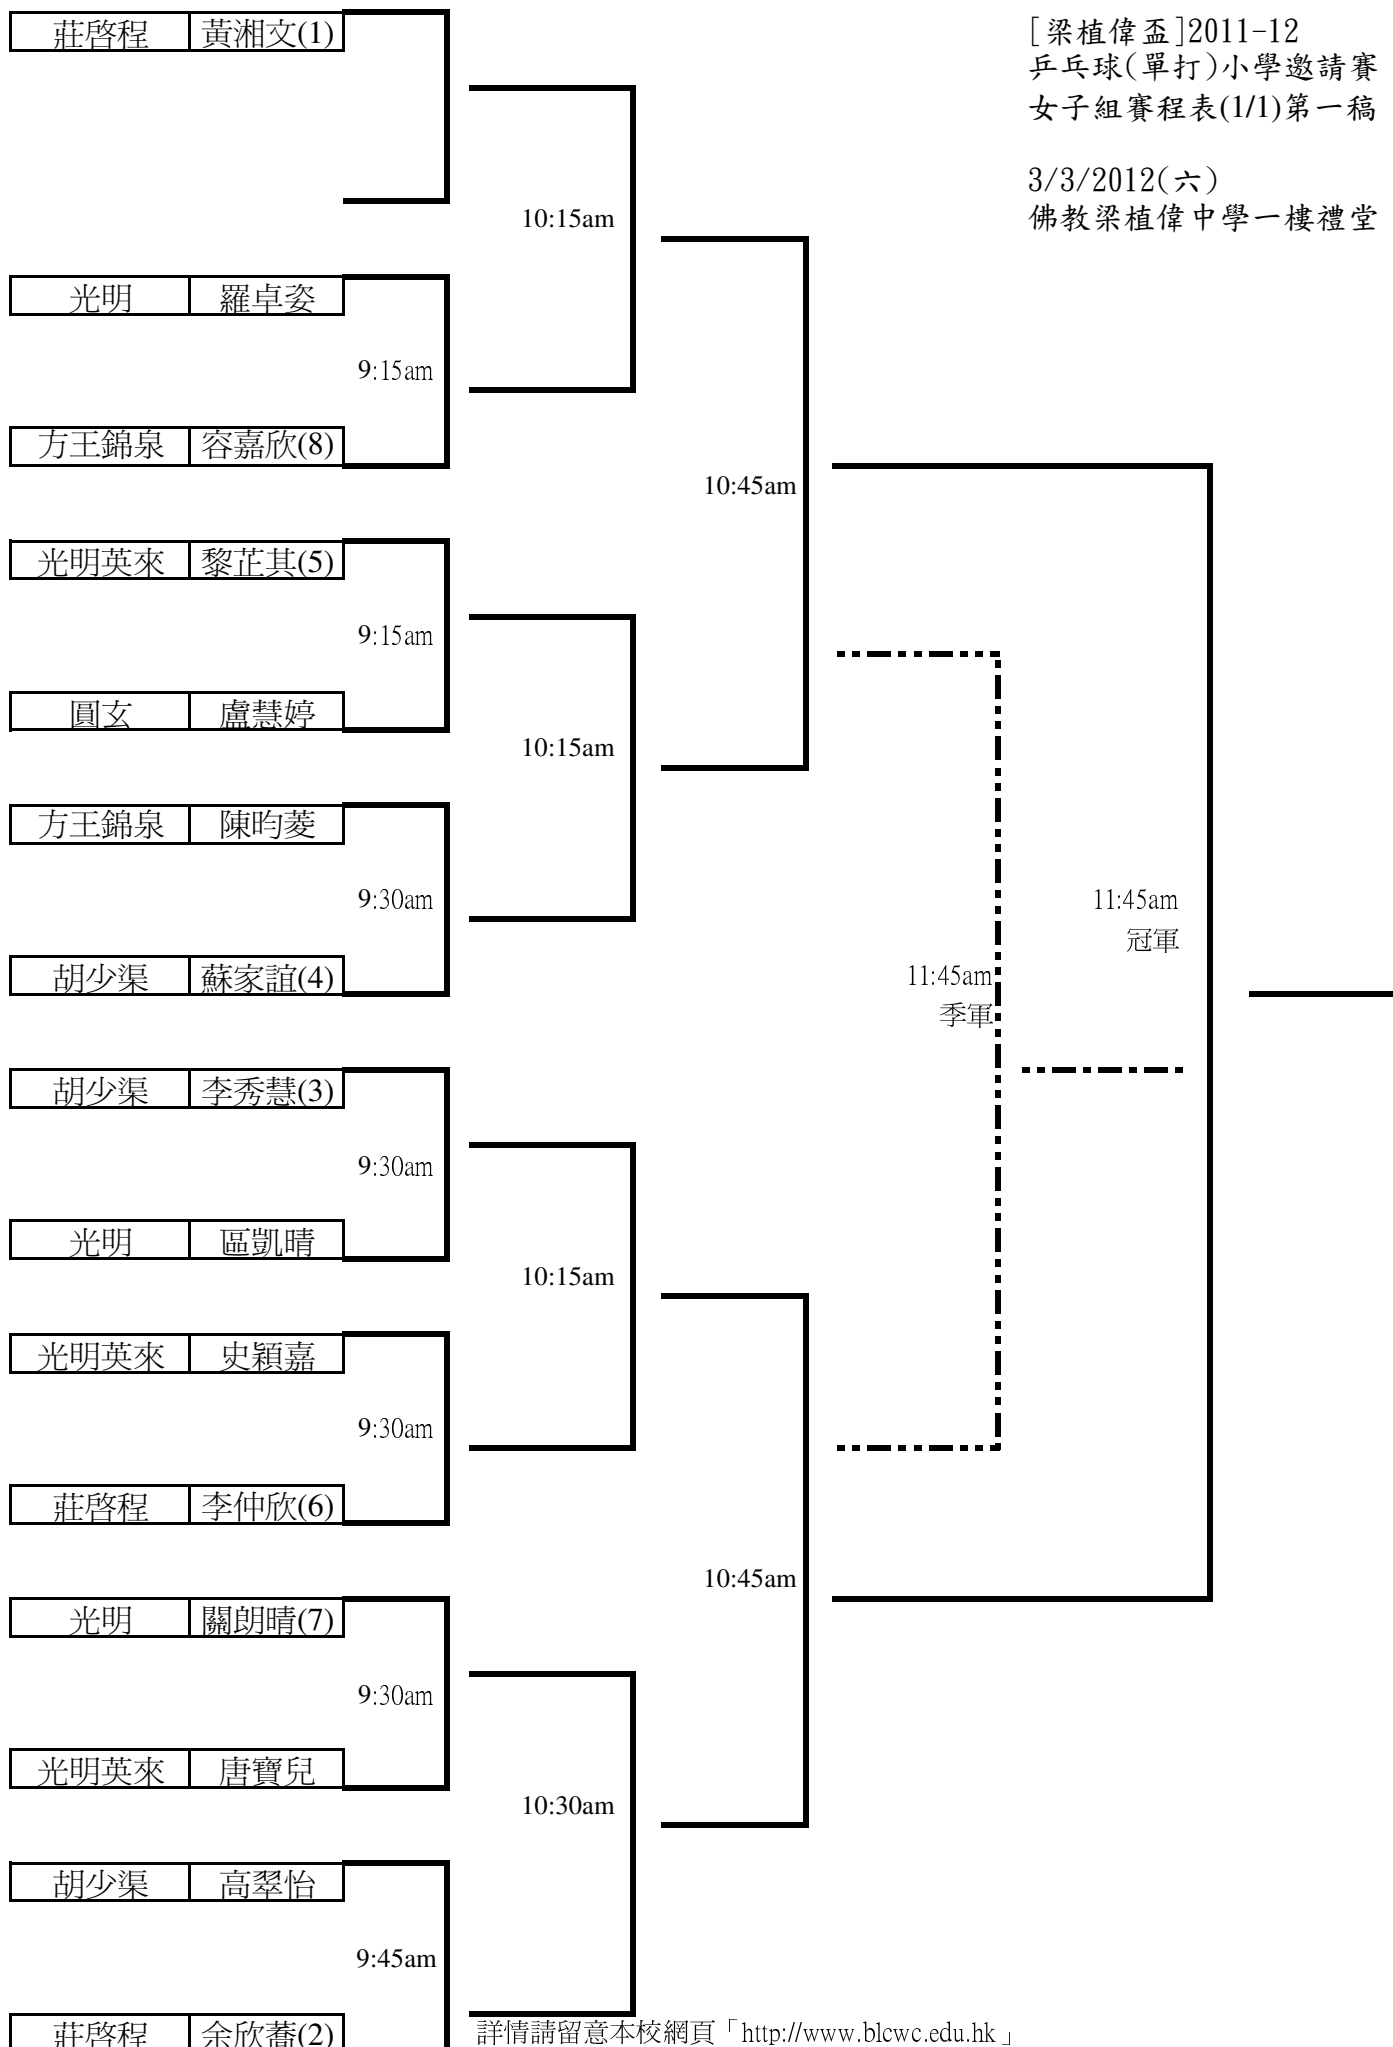 莊啓程 黃湘文(1)
[梁植偉盃]2011-12
乒乓球(單打)小學邀請賽
女子組賽程表(1/1)第一稿
3/3/2012(六)
佛教梁植偉中學一樓禮堂
10:15am
光明 羅卓姿
9:15am
方王錦泉 容嘉欣(8)
10:45am
光明英來 黎芷其(5)
9:15am
圓玄 盧慧婷
10:15am
方王錦泉 陳昀菱
9:30am
11:45am
冠軍
胡少渠 蘇家誼(4)
11:45am
季軍
胡少渠 李秀慧(3)
9:30am
光明 區凱晴
10:15am
光明英來 史穎嘉
9:30am
莊啓程 李仲欣(6)
10:45am
光明 關朗晴(7)
9:30am
光明英來 唐寶兒
10:30am
胡少渠 高翠怡
9:45am
莊啓程 余欣蕎(2)
詳情請留意本校網頁「http://www.blcwc.edu.hk」